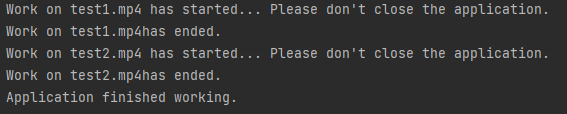 Work on test1.mp4 has started... Please don't close the application.
Work on test1.mp4has ended.
Work on test2.mp4 has started... Please don't close the application.
Work on test2.mp4has ended.
Application finished working.